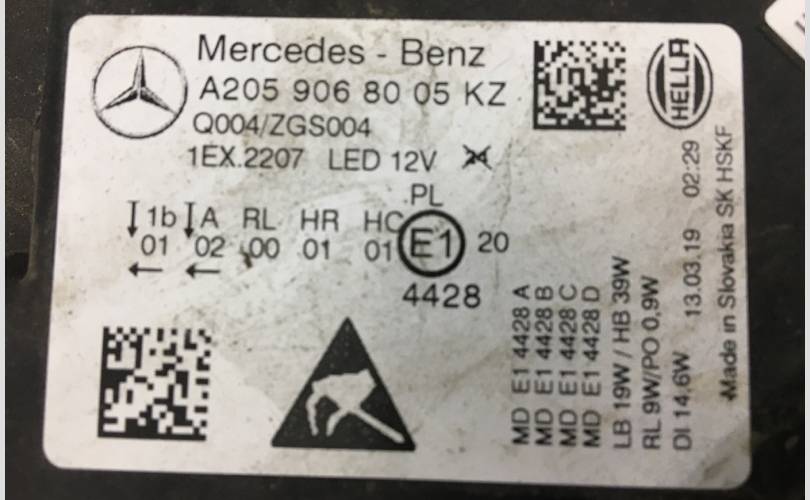 Mercedes - Benz
A205 906 80 05 KZ
Q004/ZGS004
1EX.2207 LED 12V 24
HELLA
PL
1b A RL HR HC
01 02 00 01 01 E1 20
4428
MD E1 4428 A
MD E1 4428 B
MD E1 4428 C
MD E1 4428 D
LB 19W / HB 39W
RL 9W/PO 0,9W
DI 14,6W 13.03.19 02:29
Made in Slovakia SK HSKF